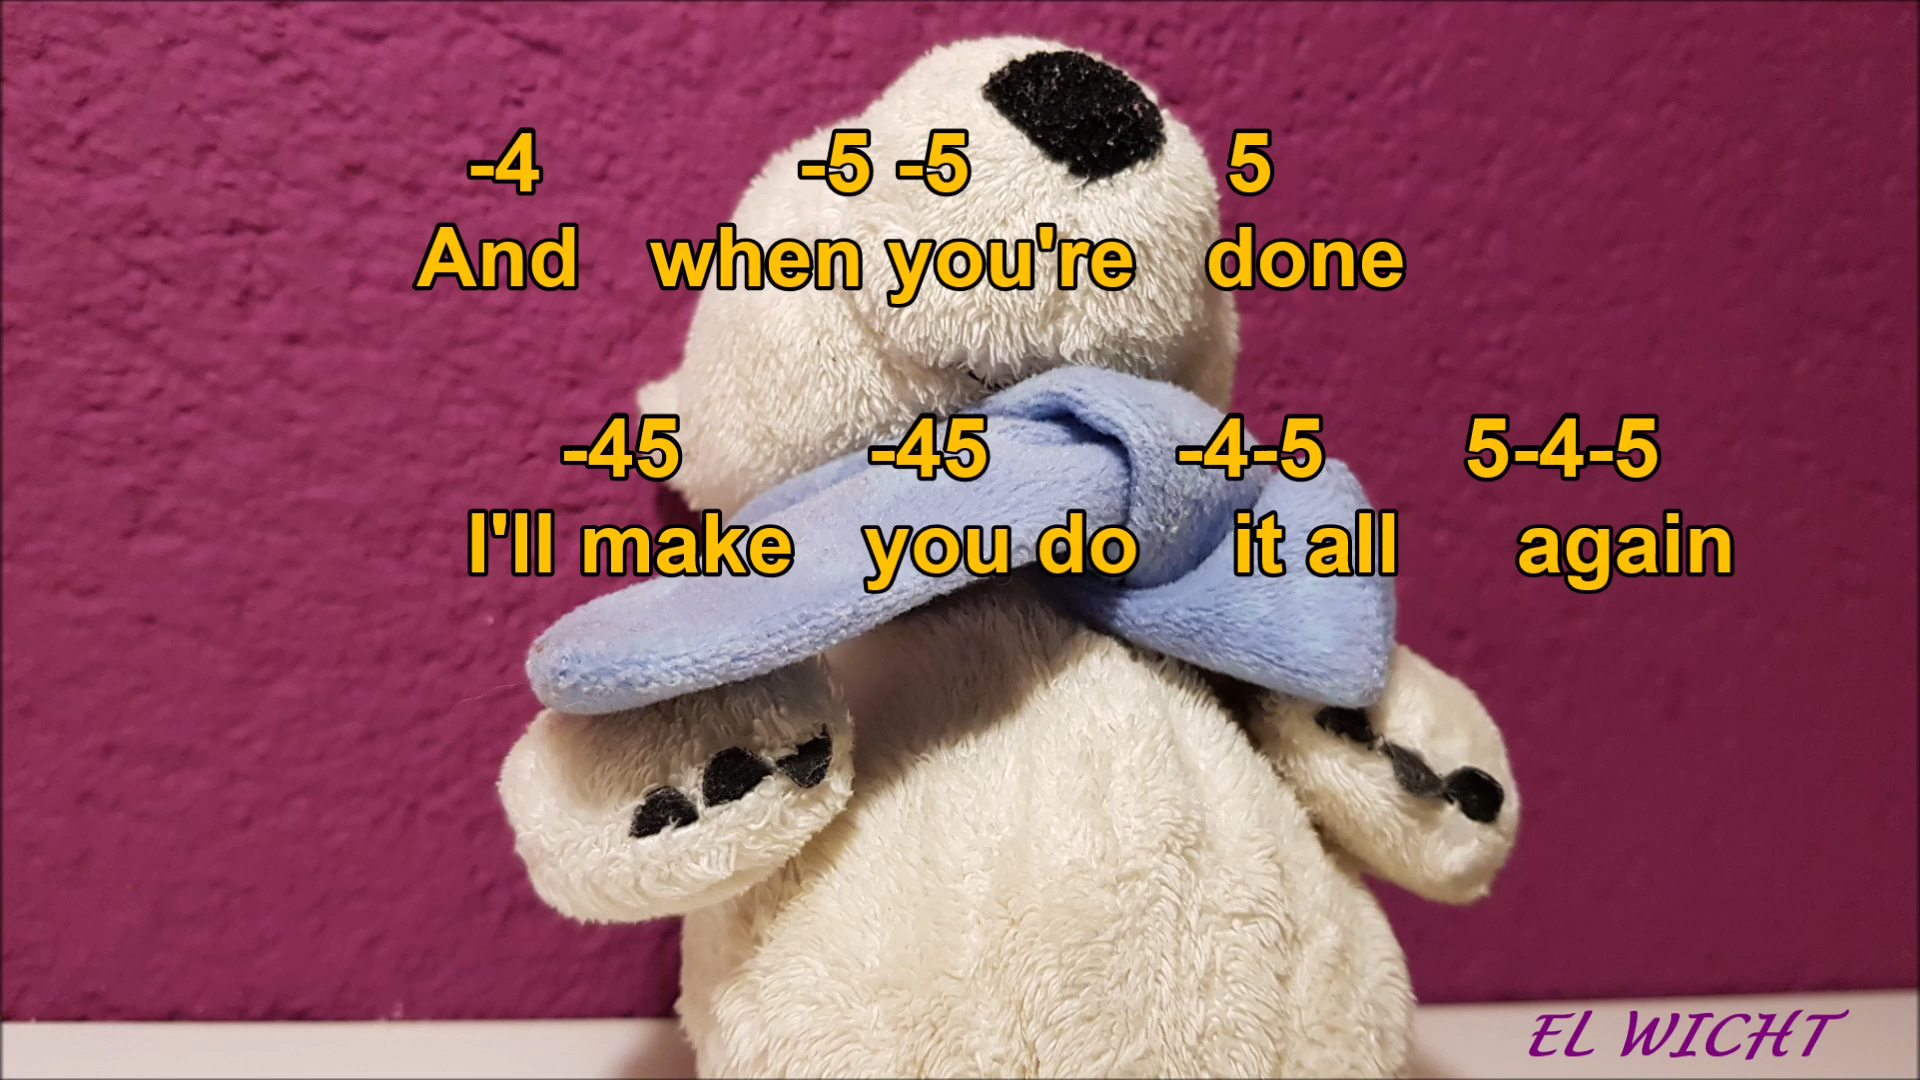 -4 -5 -5 5
And when you're done
-45 -45 -4-5 5-4-5
I'll make you do it all again
EL WICHT